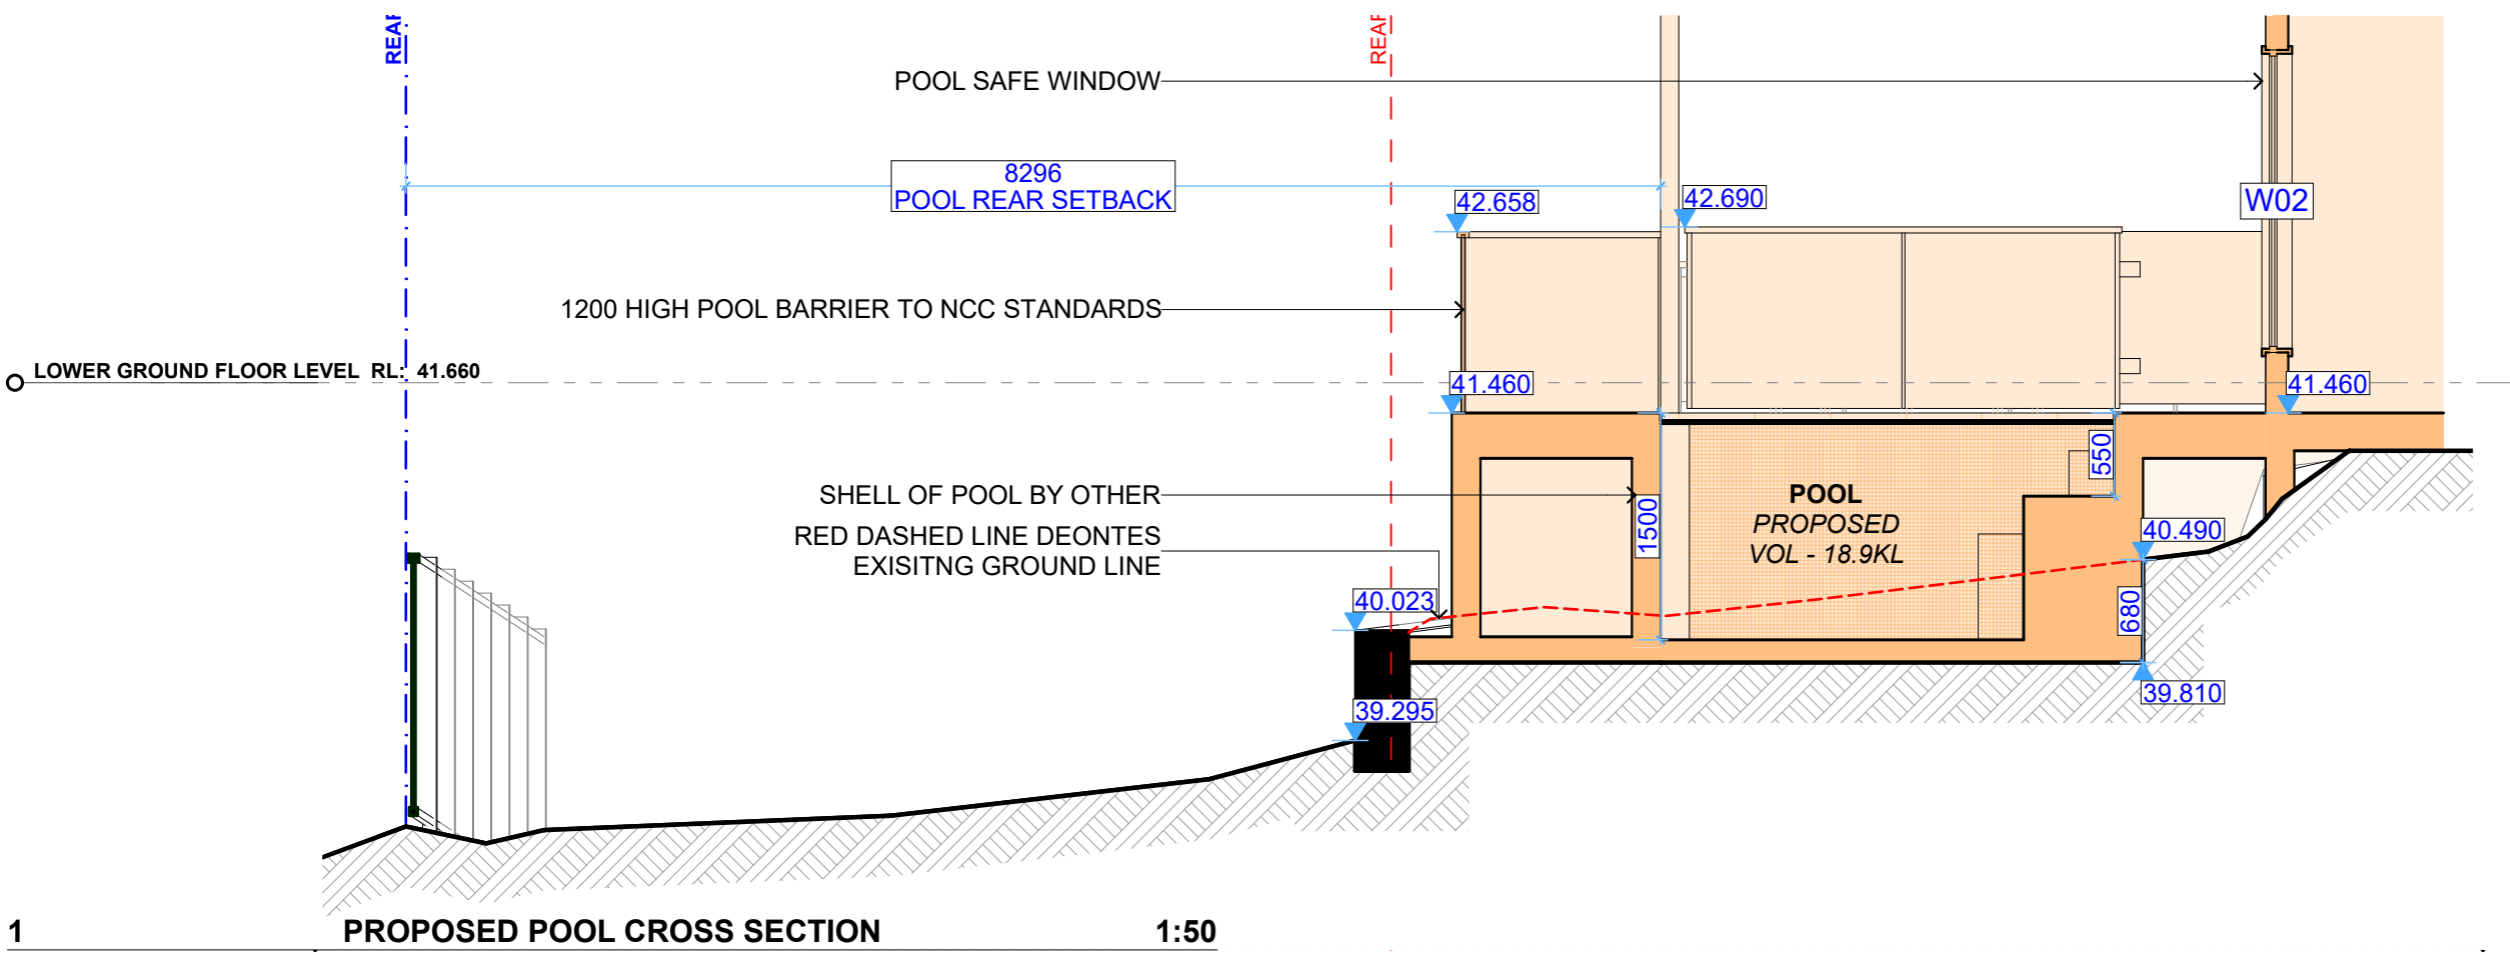 REAR
REAR
POOL SAFE WINDOW
8296
POOL REAR SETBACK
42.658
42.690
W02
1200 HIGH POOL BARRIER TO NCC STANDARDS
LOWER GROUND FLOOR LEVEL RL: 41.660
41.460
41.460
550
SHELL OF POOL BY OTHER
POOL
PROPOSED
VOL - 18.9KL
1500
RED DASHED LINE DEONTES
EXISITNG GROUND LINE
40.490
40.023
680
39.295
39.810
1 PROPOSED POOL CROSS SECTION 1:50